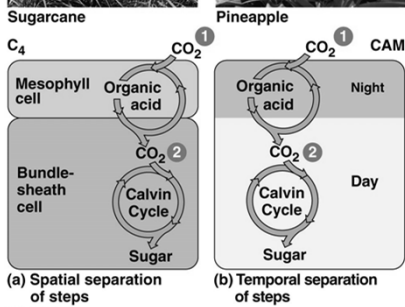 Sugarcane
Pineapple
C4
CO2 1
Mesophyll
cell
Organic
acid
CO2 2
Bundle-
sheath
cell
Calvin
Cycle
Sugar
(a) Spatial separation
of steps
CO2 1
CAM
Organic
acid
Night
CO2 2
Day
Calvin
Cycle
Sugar
(b) Temporal separation
of steps